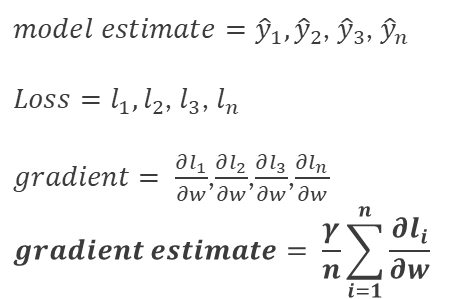 model estimate = ŷ₁, ŷ₂, ŷ₃, ŷₙ
Loss = l₁, l₂, l₃, lₙ
gradient = ∂l₁/∂w, ∂l₂/∂w, ∂l₃/∂w, ∂lₙ/∂w
gradient estimate = γ/n ∑ᵢ₌₁ⁿ ∂lᵢ/∂w